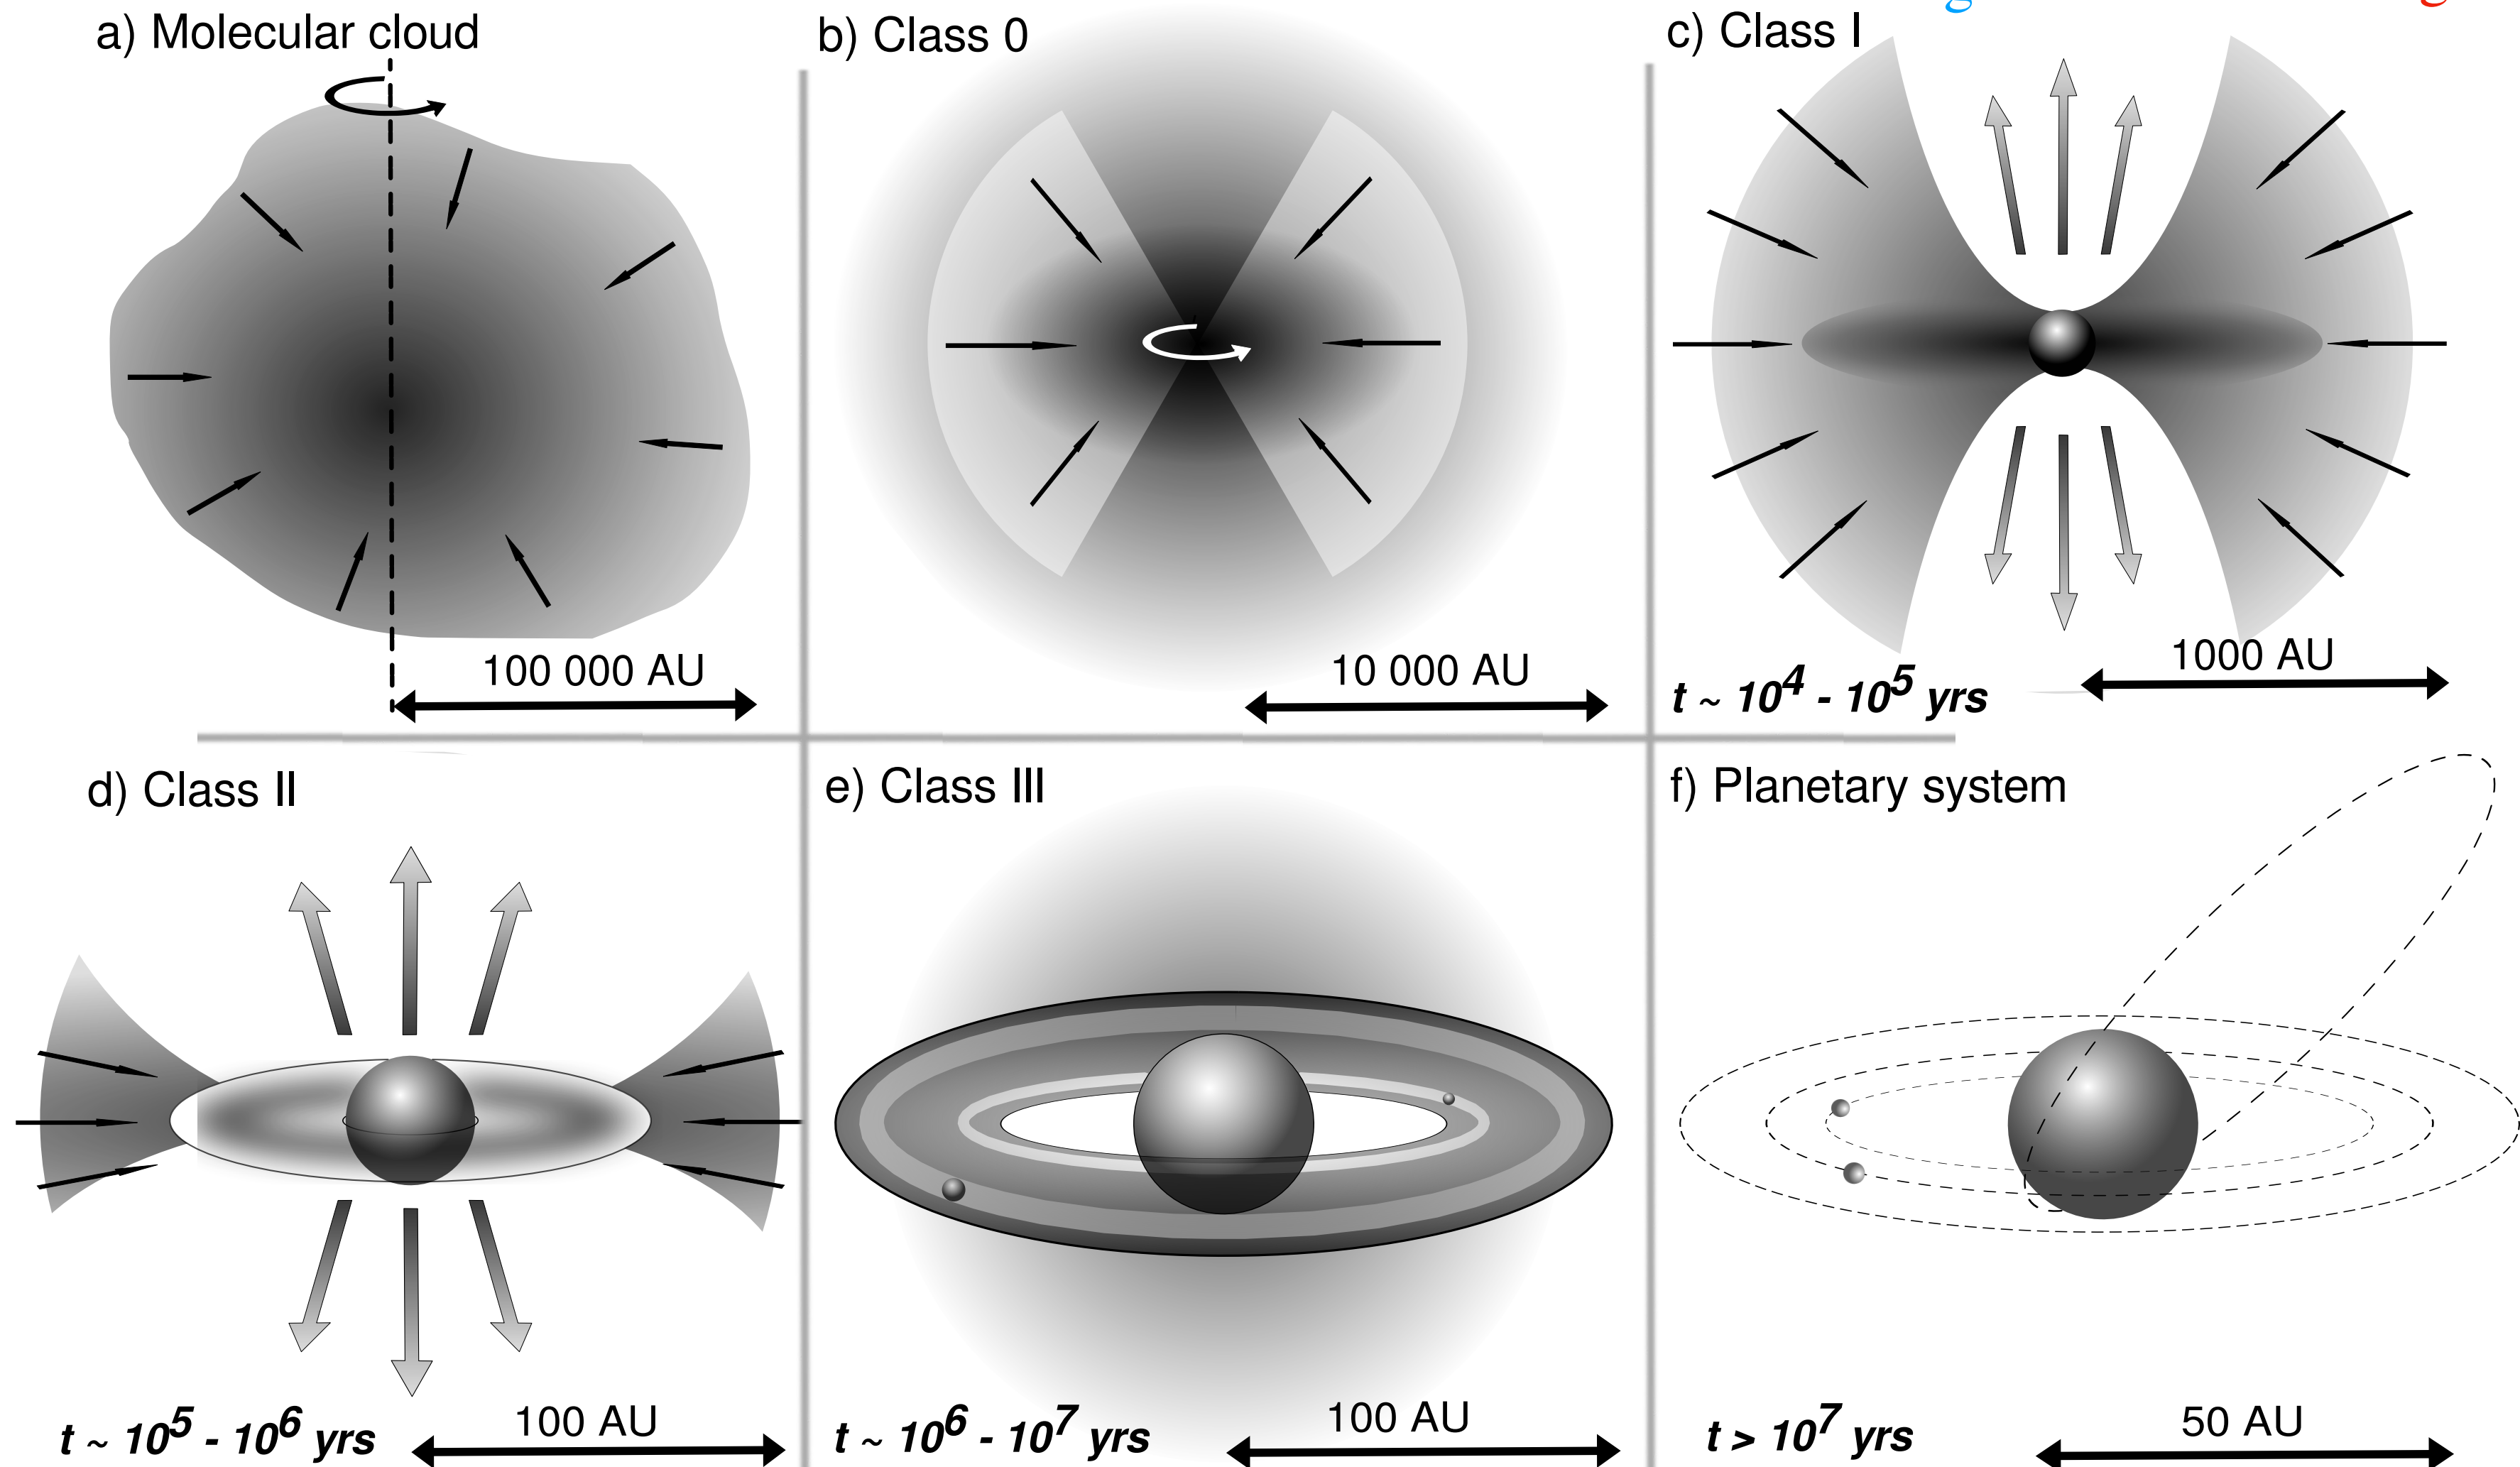 a) Molecular cloud
b) Class 0
c) Class I
100 000 AU
10 000 AU
1000 AU
t ~ 10⁴ - 10⁵ yrs
d) Class II
e) Class III
f) Planetary system
t ~ 10⁵ - 10⁶ yrs
100 AU
t ~ 10⁶ - 10⁷ yrs
100 AU
t > 10⁷ yrs
50 AU